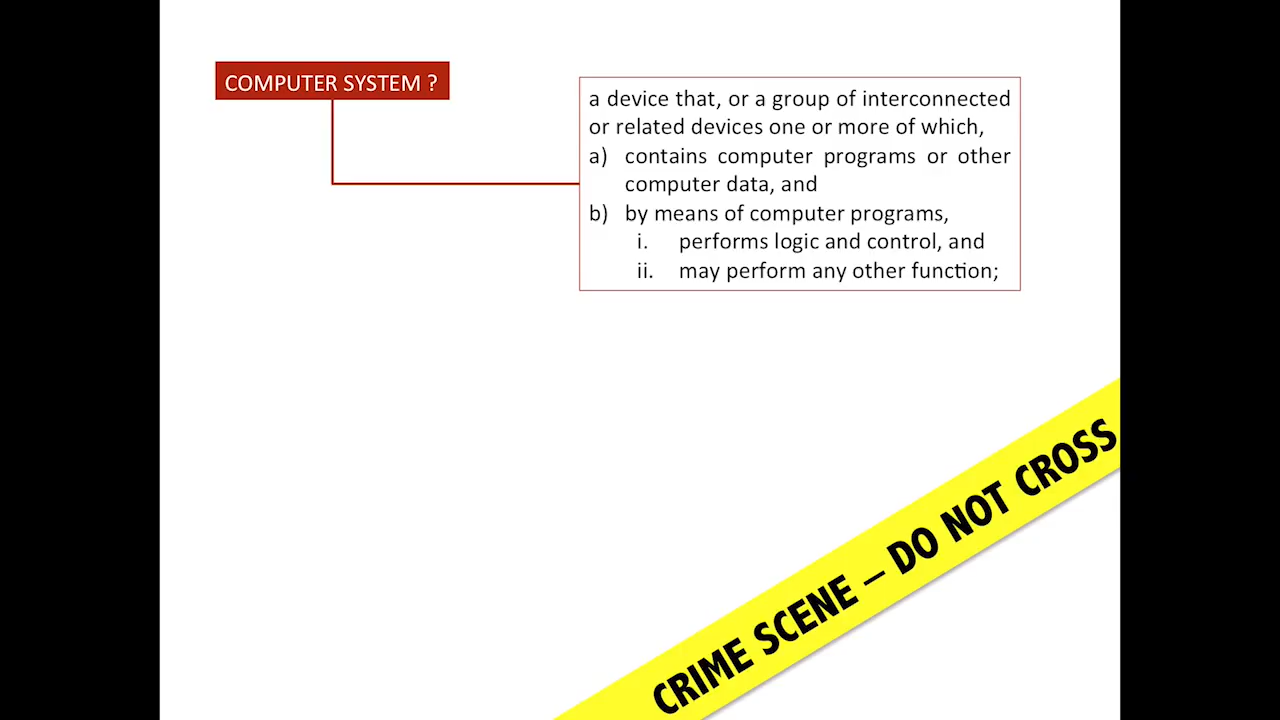 COMPUTER SYSTEM ?
a device that, or a group of interconnected
or related devices one or more of which,
a) contains computer programs or other
computer data, and
b) by means of computer programs,
i. performs logic and control, and
ii. may perform any other function;
CRIME SCENE – DO NOT CROSS